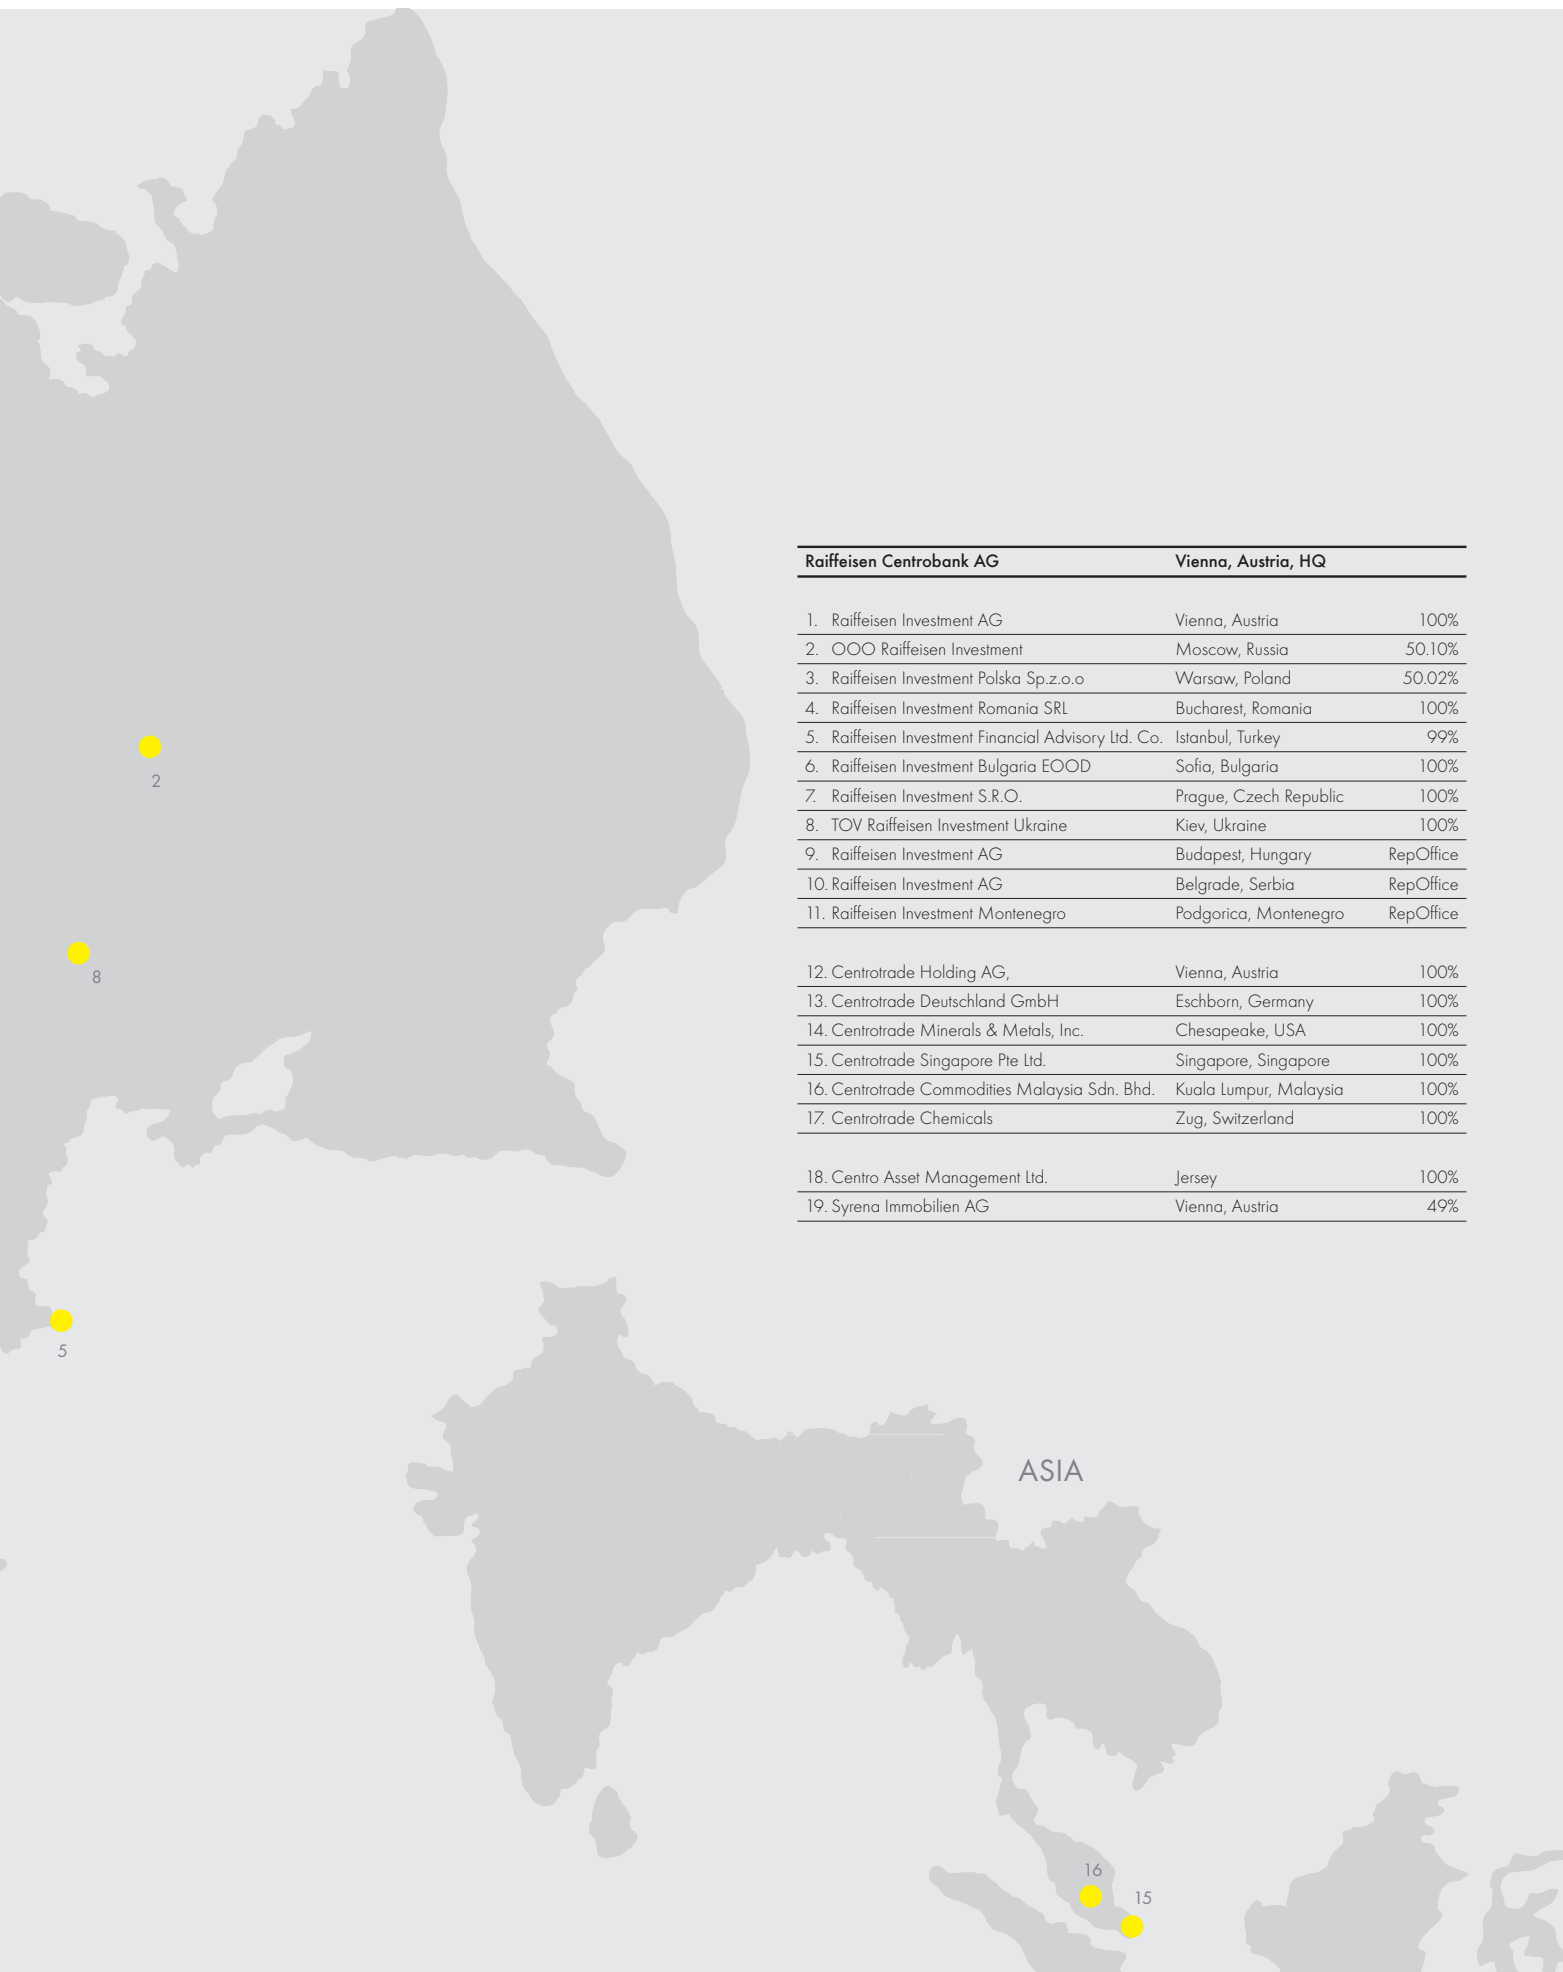 Raiffeisen Centrobank AG Vienna, Austria, HQ
1. Raiffeisen Investment AG Vienna, Austria 100%
2. OOO Raiffeisen Investment Moscow, Russia 50.10%
3. Raiffeisen Investment Polska Sp.z.o.o Warsaw, Poland 50.02%
4. Raiffeisen Investment Romania SRL Bucharest, Romania 100%
5. Raiffeisen Investment Financial Advisory Ltd. Co. Istanbul, Turkey 99%
6. Raiffeisen Investment Bulgaria EOOD Sofia, Bulgaria 100%
7. Raiffeisen Investment S.R.O. Prague, Czech Republic 100%
8. TOV Raiffeisen Investment Ukraine Kiev, Ukraine 100%
9. Raiffeisen Investment AG Budapest, Hungary RepOffice
10. Raiffeisen Investment AG Belgrade, Serbia RepOffice
11. Raiffeisen Investment Montenegro Podgorica, Montenegro RepOffice
12. Centrotrade Holding AG, Vienna, Austria 100%
13. Centrotrade Deutschland GmbH Eschborn, Germany 100%
14. Centrotrade Minerals & Metals, Inc. Chesapeake, USA 100%
15. Centrotrade Singapore Pte Ltd. Singapore, Singapore 100%
16. Centrotrade Commodities Malaysia Sdn. Bhd. Kuala Lumpur, Malaysia 100%
17. Centrotrade Chemicals Zug, Switzerland 100%
18. Centro Asset Management Ltd. Jersey 100%
19. Syrena Immobilien AG Vienna, Austria 49%
2
8
5
ASIA
16
15